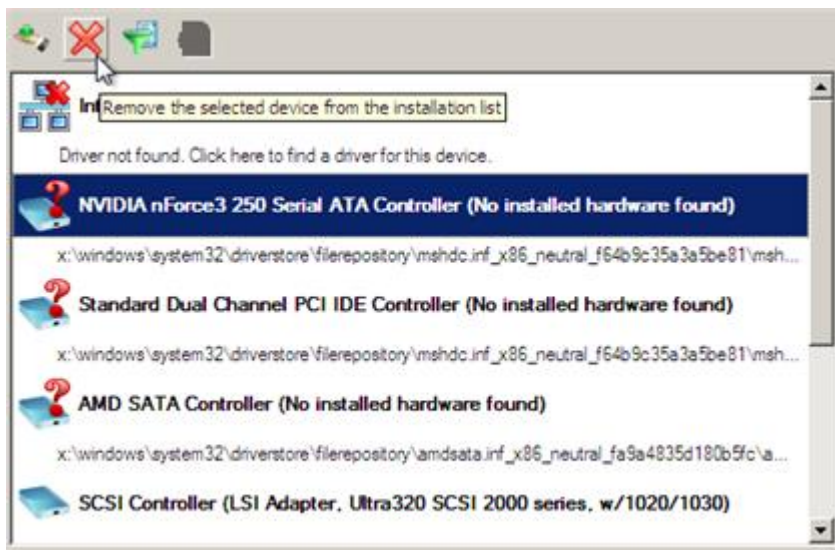 Int
Remove the selected device from the installation list
Driver not found. Click here to find a driver for this device.
NVIDIA nForce3 250 Serial ATA Controller (No installed hardware found)
x:\windows\system32\driverstore\filerepository\mshdc.inf_x86_neutral_f64b9c35a3a5be81\msh...
Standard Dual Channel PCI IDE Controller (No installed hardware found)
x:\windows\system32\driverstore\filerepository\mshdc.inf_x86_neutral_f64b9c35a3a5be81\msh...
AMD SATA Controller (No installed hardware found)
x:\windows\system32\driverstore\filerepository\amdsata.inf_x86_neutral_fa9a4835d180b5fc\a...
SCSI Controller (LSI Adapter, Ultra320 SCSI 2000 series, w/1020/1030)